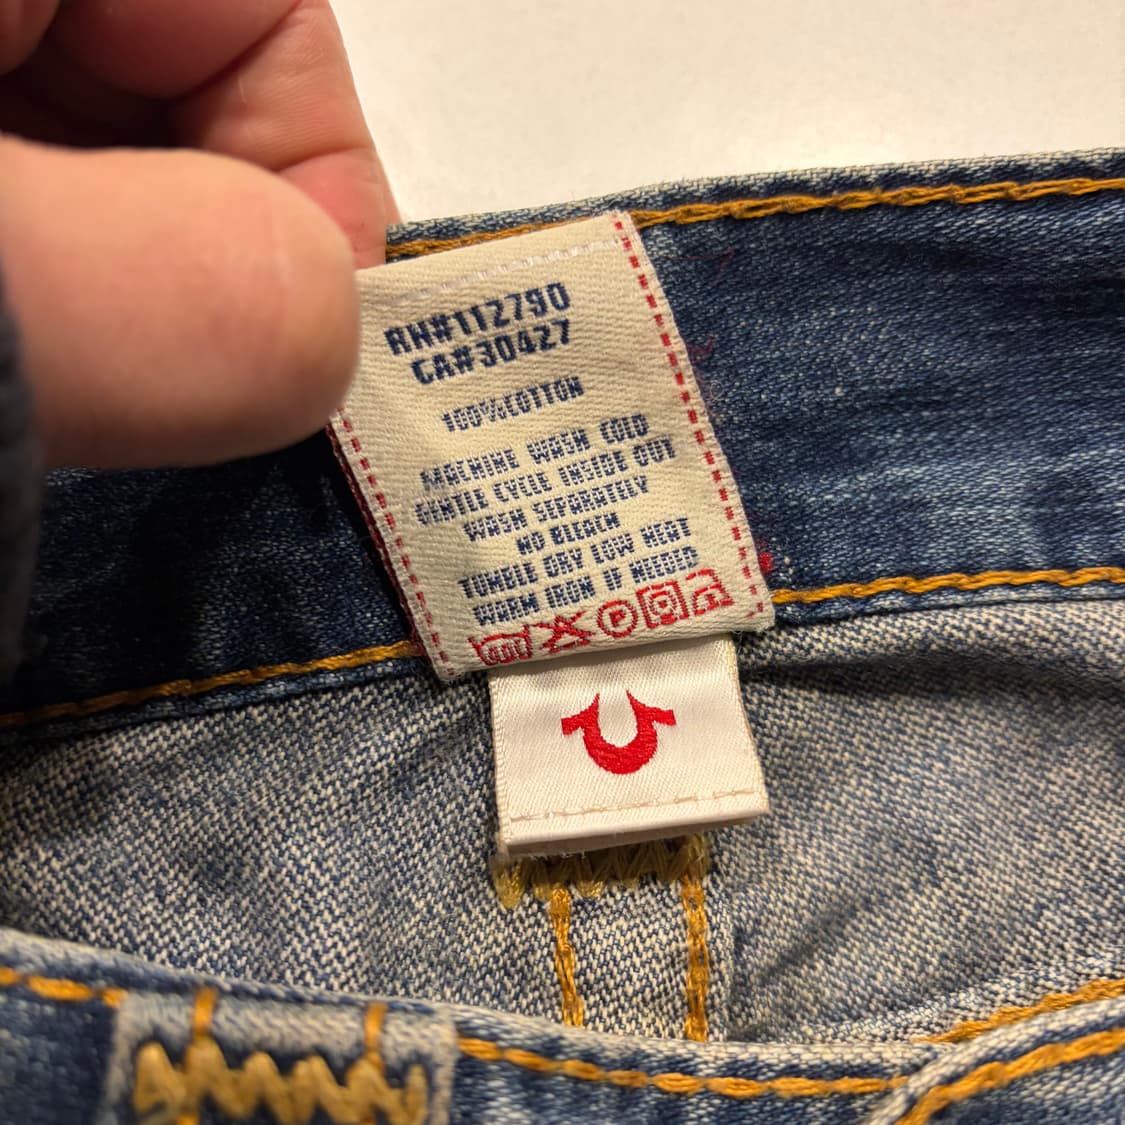 RN#112790
CA#30427
100%COTTON
MACHINE WASH COLD
GENTLE CYCLE INSIDE OUT
WASH SEPARATELY
NO BLEACH
TUMBLE DRY LOW HEAT
WARM IRON IF NEEDED